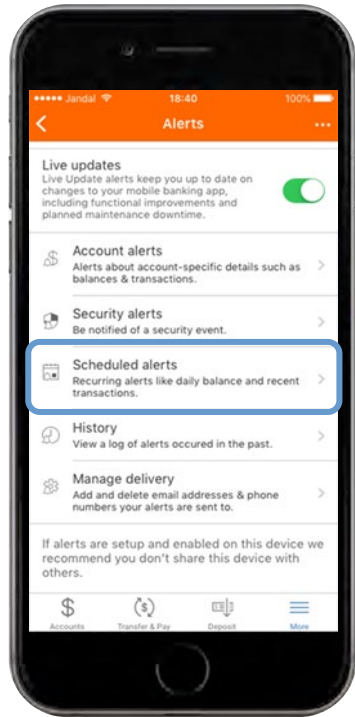 Jandal 18:40 100%
Alerts
Live updates
Live Update alerts keep you up to date on
changes to your mobile banking app,
including functional improvements and
planned maintenance downtime.
Account alerts
Alerts about account-specific details such as
balances & transactions.
Security alerts
Be notified of a security event.
Scheduled alerts
Recurring alerts like daily balance and recent
transactions.
History
View a log of alerts occured in the past.
Manage delivery
Add and delete email addresses & phone
numbers your alerts are sent to.
If alerts are setup and enabled on this device we
recommend you don't share this device with
others.
Accounts Transfer & Pay Deposit More